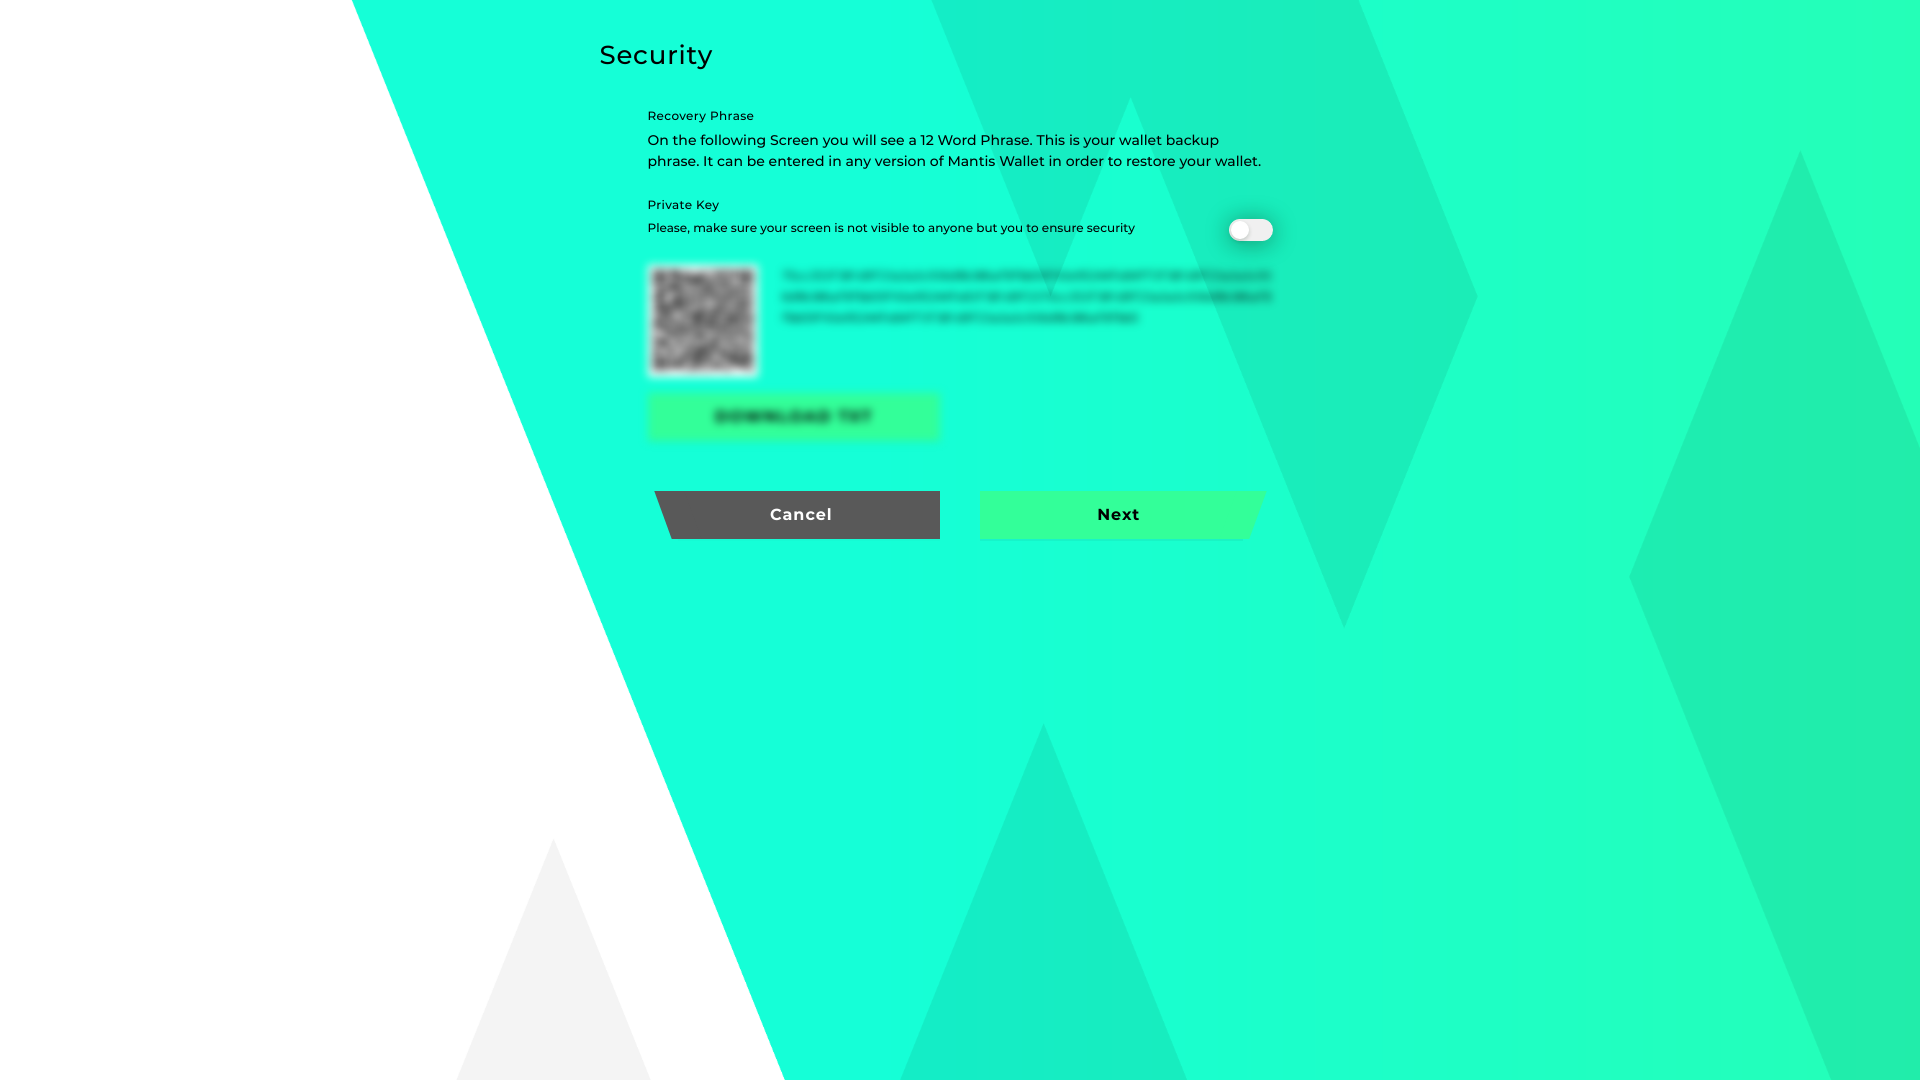 Security
Recovery Phrase
On the following Screen you will see a 12 Word Phrase. This is your wallet backup
phrase. It can be entered in any version of Mantis Wallet in order to restore your wallet.
Private Key
Please, make sure your screen is not visible to anyone but you to ensure security
DOWNLOAD TXT
Cancel
Next